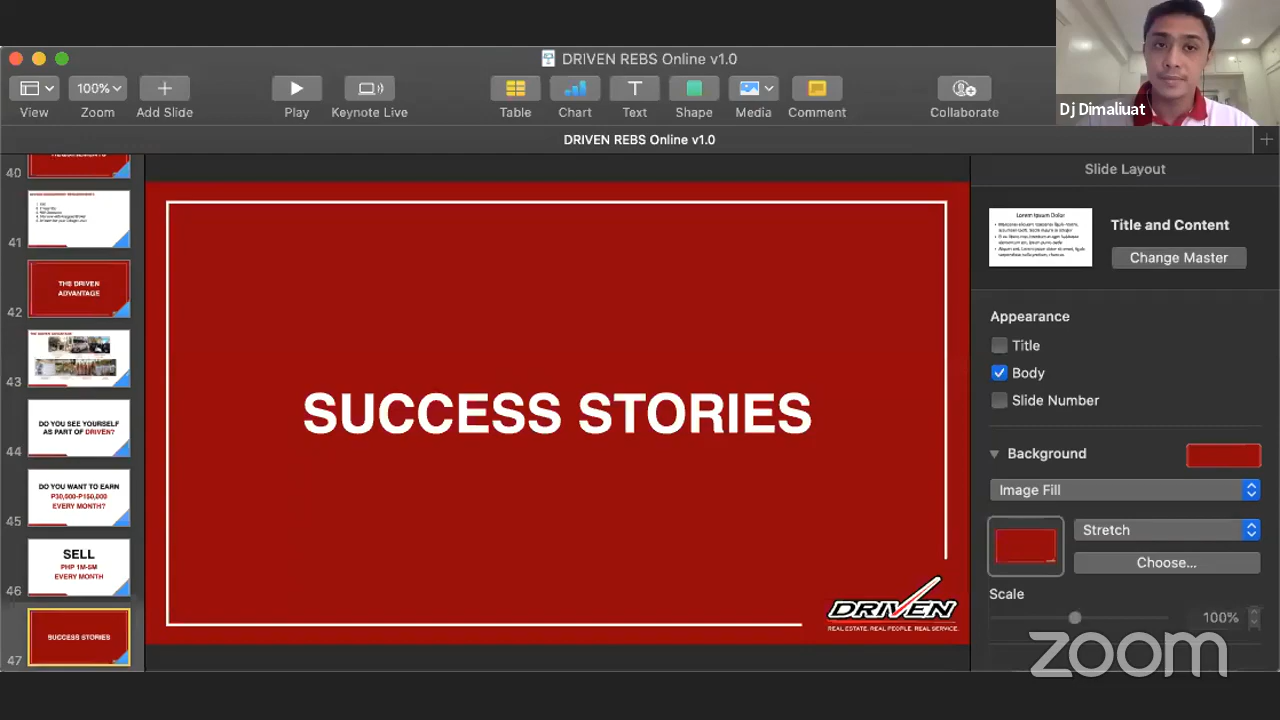 DRIVEN REBS Online v1.0
100%
View
Zoom
Add Slide
Play
Keynote Live
Table
Chart
Text
Shape
Media
Comment
Collaborate
Dj Dimaliuat
DRIVEN REBS Online v1.0
40
41
THE DRIVEN
ADVANTAGE
42
43
DO YOU SEE YOURSELF
AS PART OF DRIVEN?
44
DO YOU WANT TO EARN
EVERY MONTH?
45
SELL
PHP 1M-5M
EVERY MONTH
46
SUCCESS STORIES
47
SUCCESS STORIES
DRIVEN
REAL ESTATE. REAL PEOPLE. REAL SERVICE.
Slide Layout
Lorem Ipsum Dolor
Title and Content
Change Master
Appearance
Title
Body
Slide Number
Background
Image Fill
Stretch
Choose...
Scale
100%
zoom